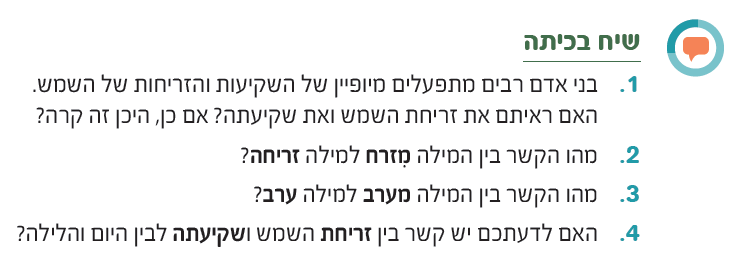 שיח בכיתה
1. בני אדם רבים מתפעלים מיופיין של השקיעות והזריחות של השמש.
האם ראיתם את זריחת השמש ואת שקיעתה? אם כן, היכן זה קרה?
2. מהו הקשר בין המילה מִזרח למילה זריחה?
3. מהו הקשר בין המילה מערב למילה ערב?
4. האם לדעתכם יש קשר בין זריחת השמש ושקיעתה לבין היום והלילה?